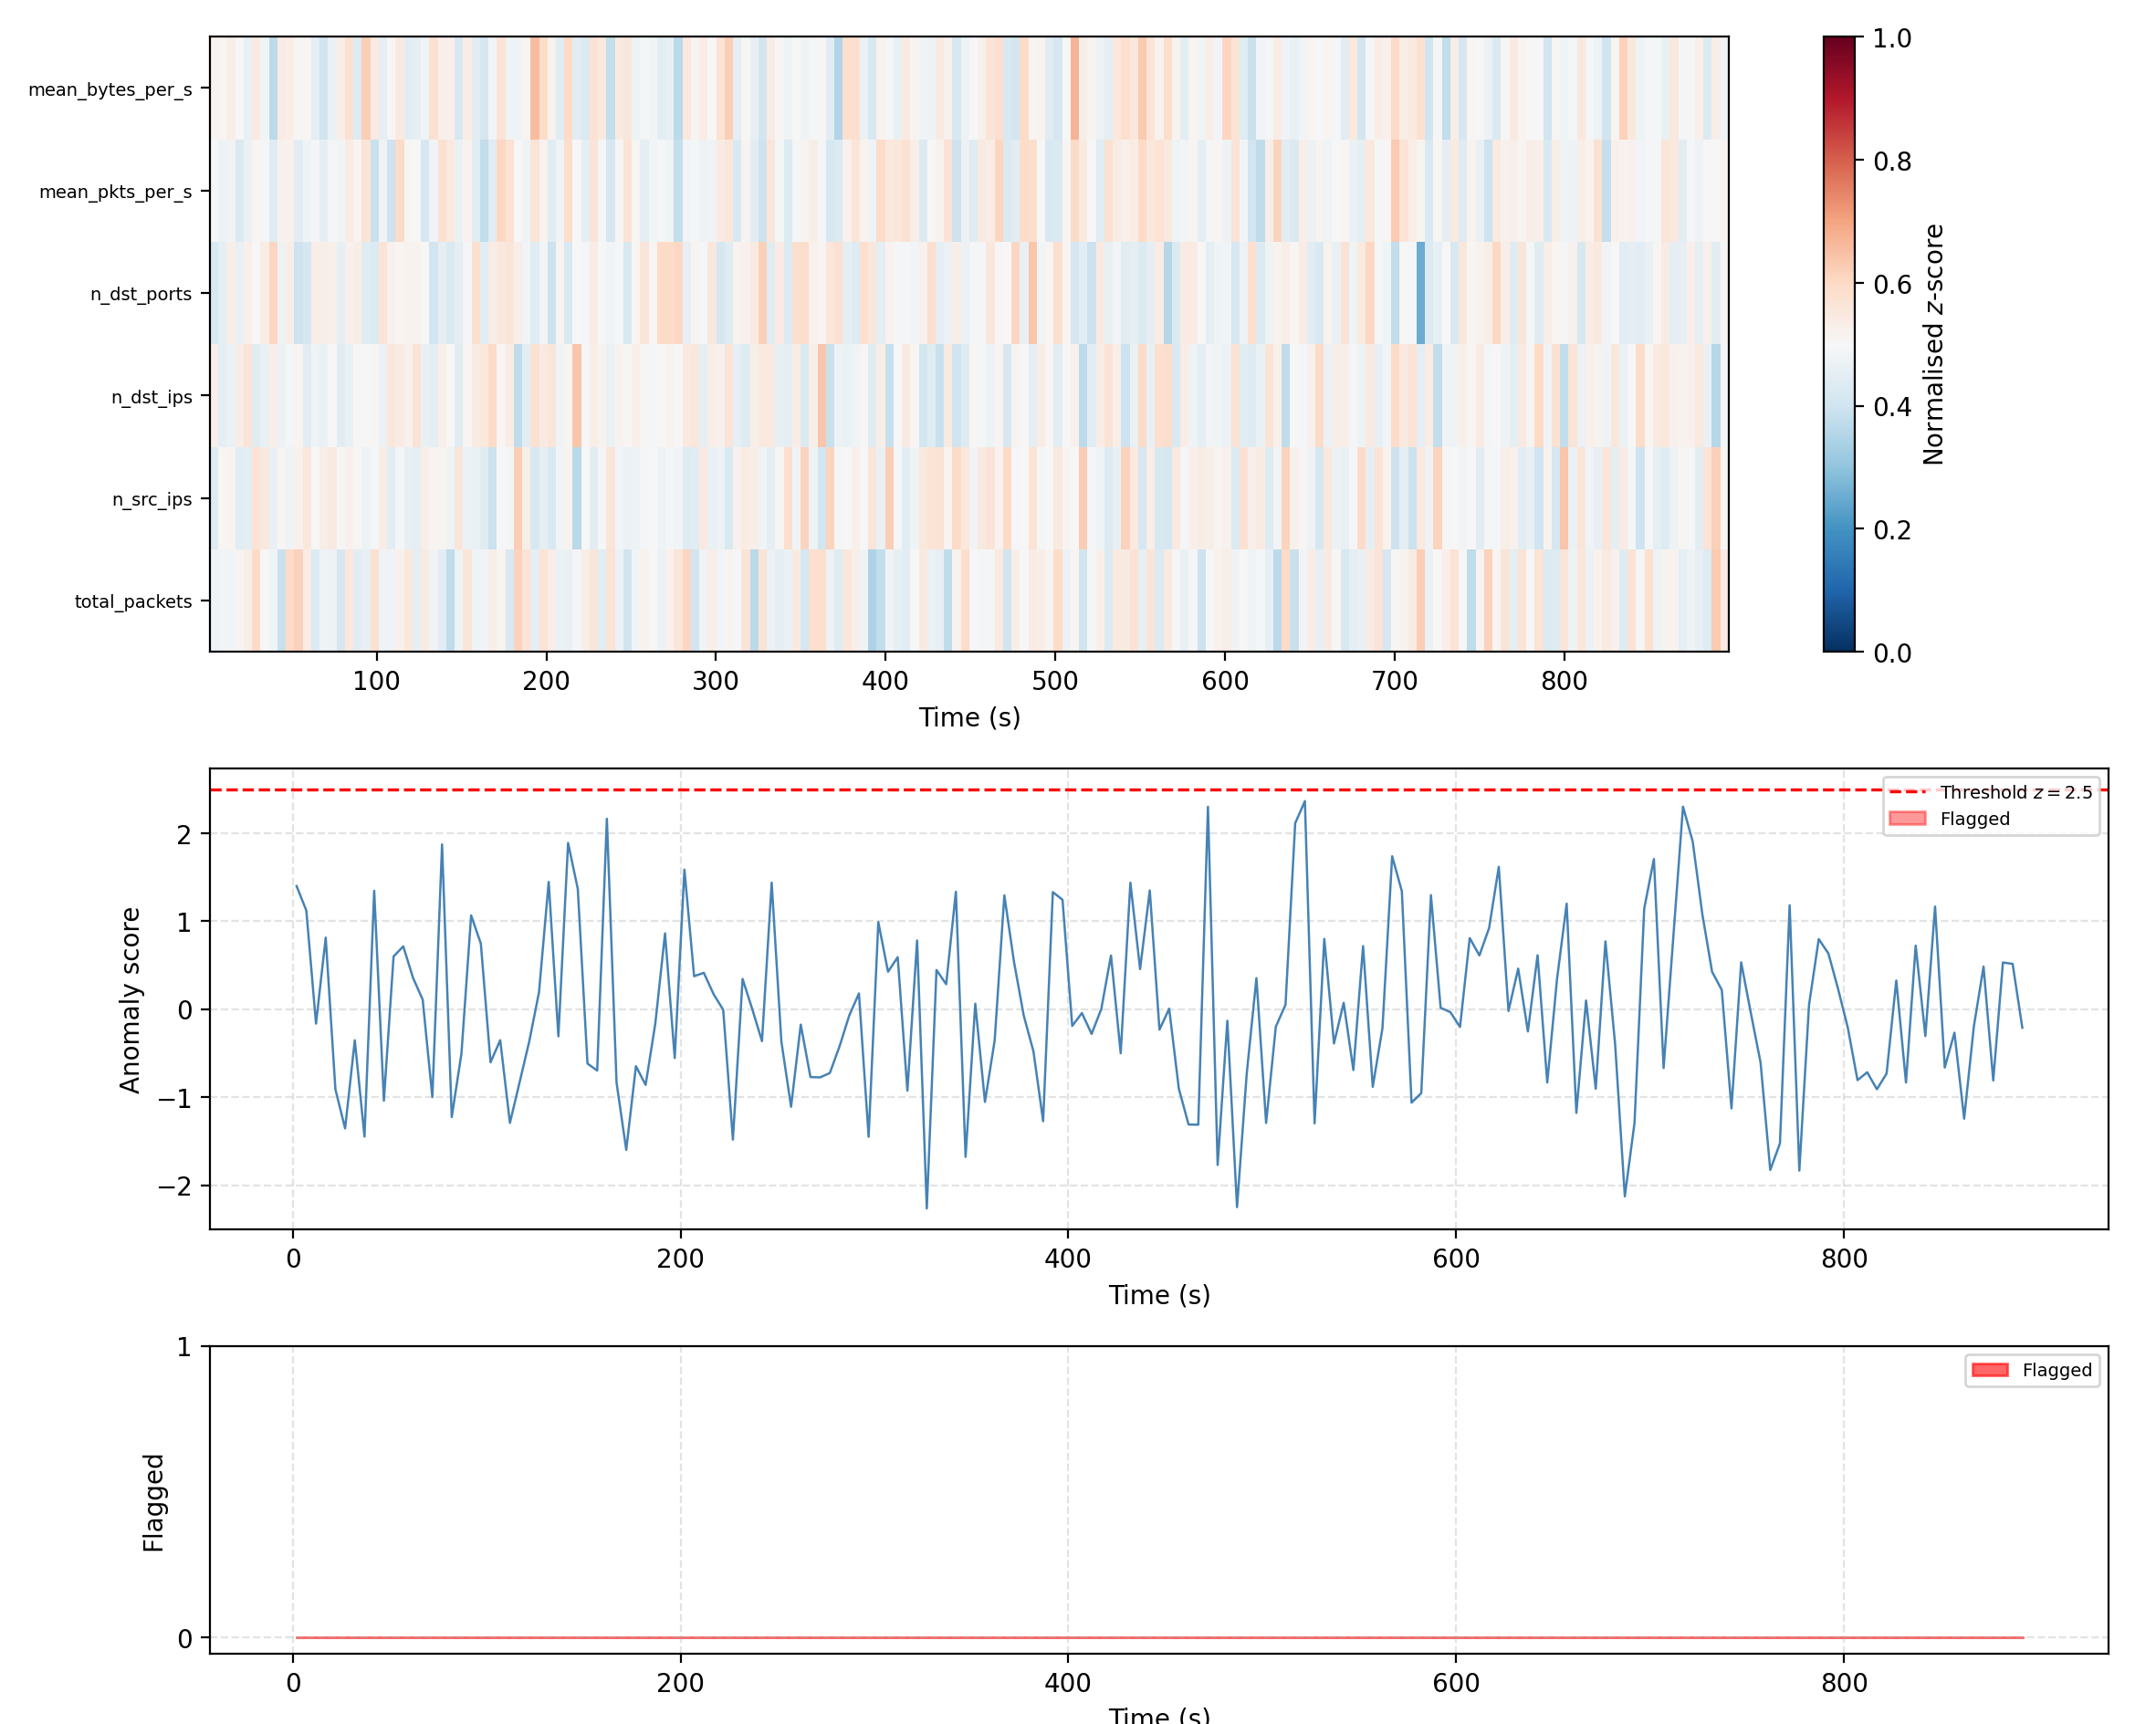 mean_bytes_per_s
mean_pkts_per_s
n_dst_ports
n_dst_ips
n_src_ips
total_packets
100 200 300 400 500 600 700 800
Time (s)
1.0
0.8
0.6
0.4
0.2
0.0
Normalised z-score
Threshold z = 2.5
Flagged
2
1
0
−1
−2
Anomaly score
0 200 400 600 800
Time (s)
Flagged
1
0
Flagged
0 200 400 600 800
Time (s)